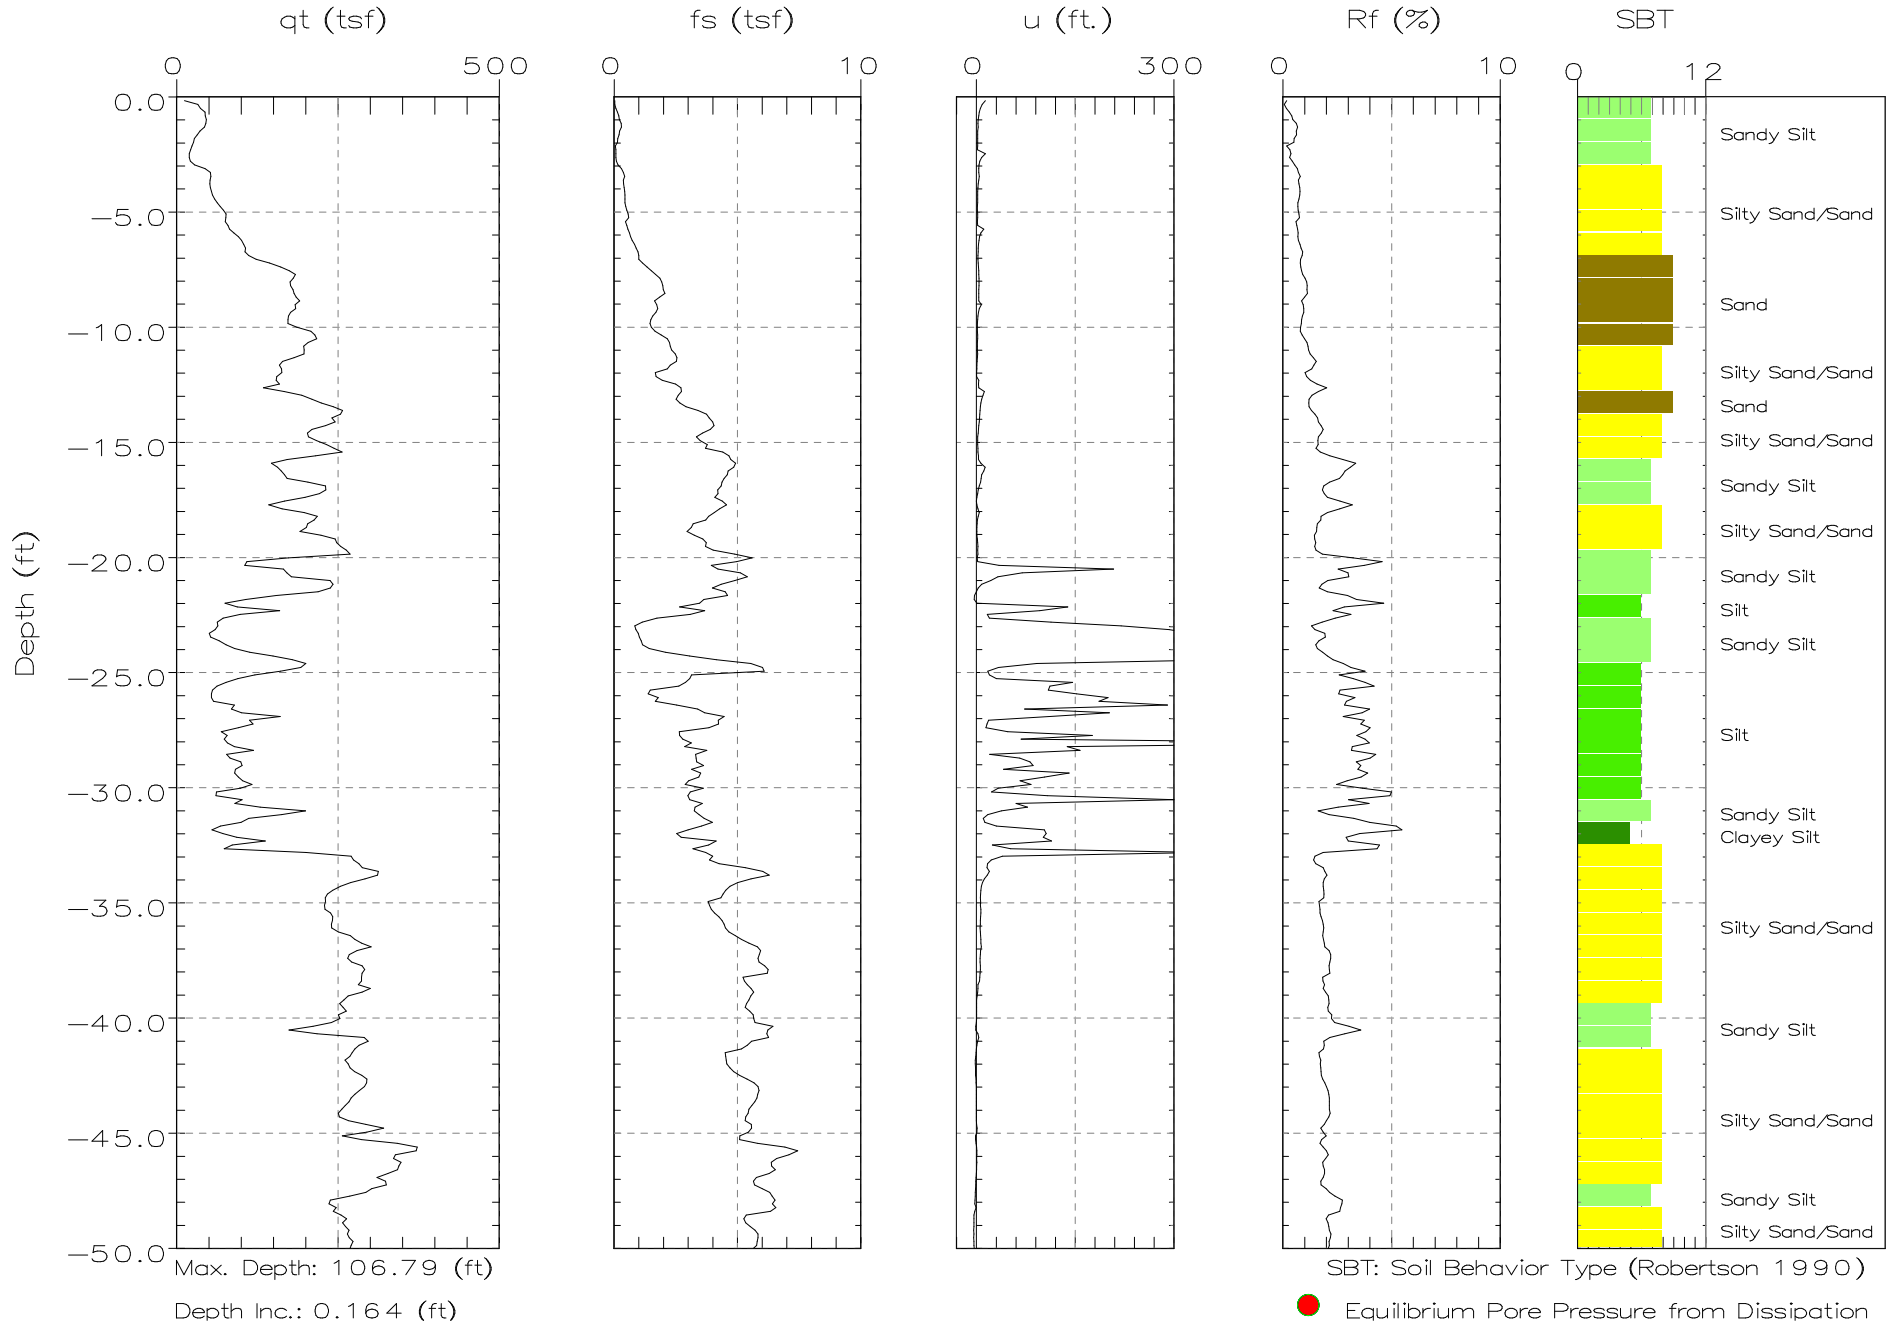 qt (tsf) fs (tsf) u (ft.) Rf (%) SBT
0 500 0 10 0 300 0 10 0 12
0.0
Sandy Silt
−5.0
Silty Sand/Sand
Sand
−10.0
Silty Sand/Sand
Sand
Silty Sand/Sand
−15.0
Sandy Silt
Silty Sand/Sand
−20.0
Sandy Silt
Silt
Sandy Silt
Depth (ft)
−25.0
Silt
−30.0
Sandy Silt
Clayey Silt
−35.0
Silty Sand/Sand
−40.0
Sandy Silt
Silty Sand/Sand
−45.0
Sandy Silt
Silty Sand/Sand
−50.0
Max. Depth: 106.79 (ft)
SBT: Soil Behavior Type (Robertson 1990)
Depth Inc.: 0.164 (ft)
Equilibrium Pore Pressure from Dissipation